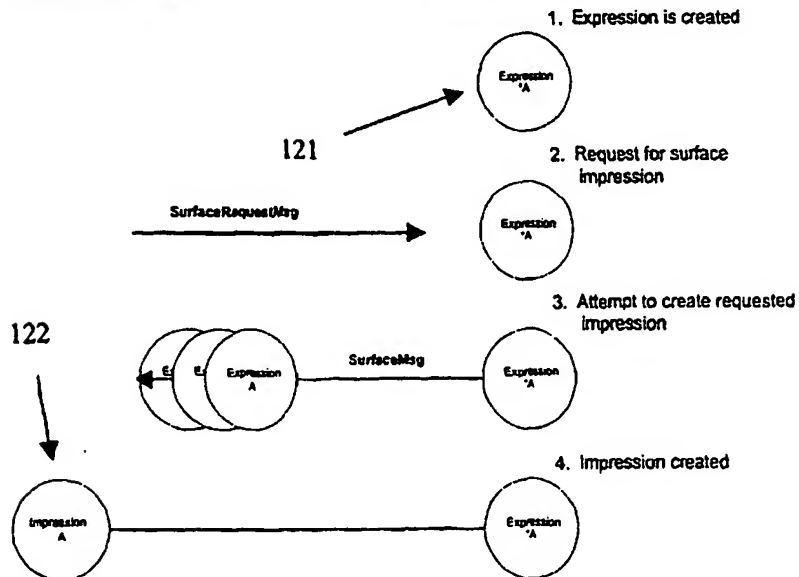 1. Expression is created
Expression
*A
121
2. Request for surface
impression
SurfaceRequestMsg
Expression
*A
3. Attempt to create requested
impression
122
E
E
Expression
A
SurfaceMsg
Expression
*A
4. Impression created
Impression
A
Expression
*A